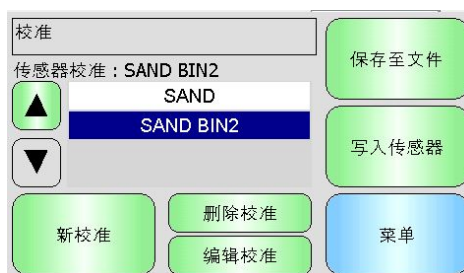 校准
保存至文件
传感器校准：SAND BIN2
SAND
SAND BIN2
写入传感器
新校准
删除校准
编辑校准
菜单